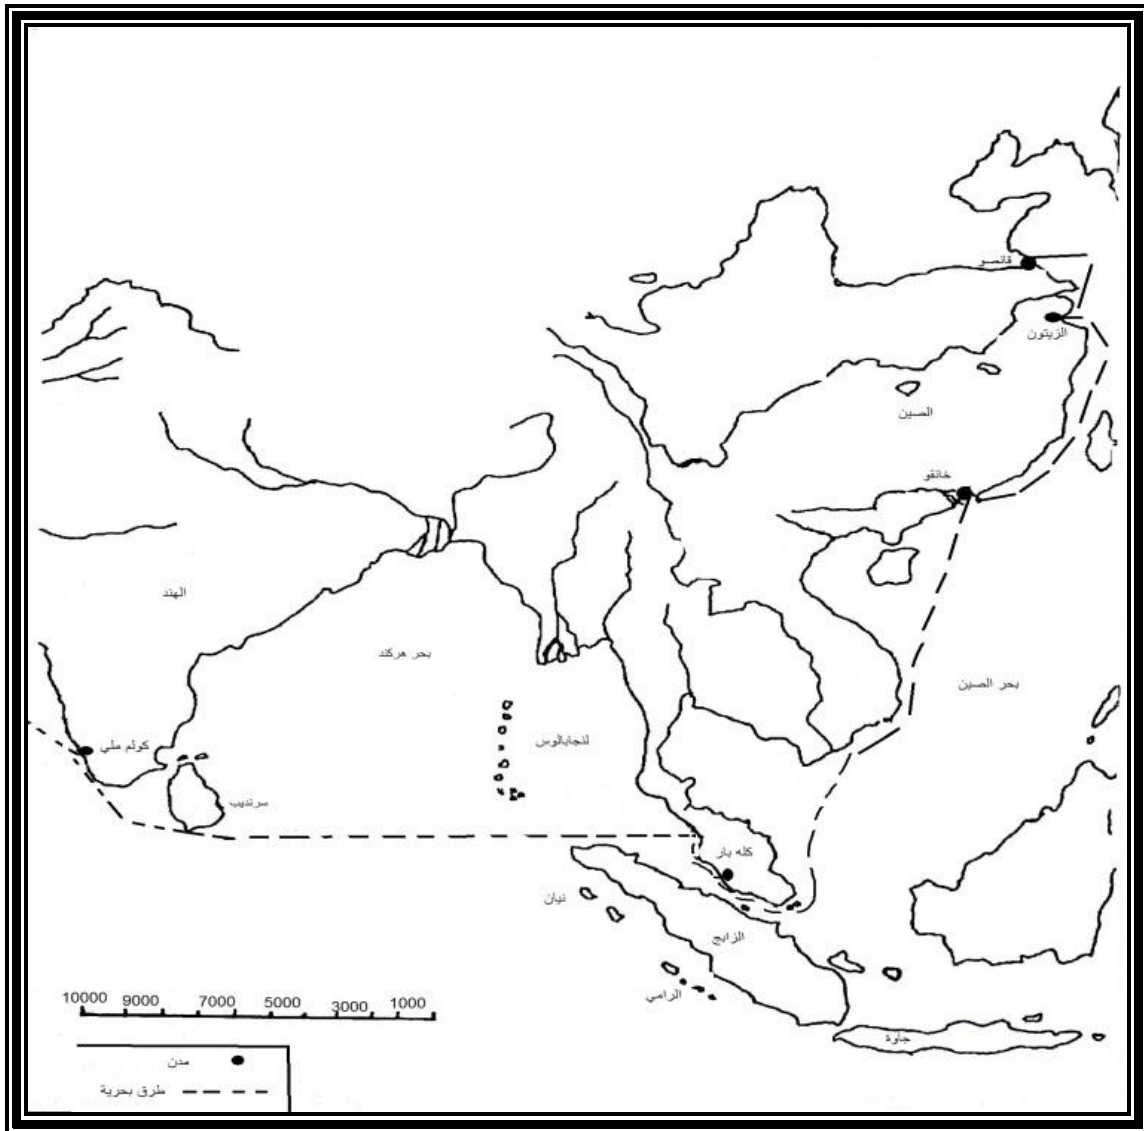 قانصو
الزيتون
الصين
خانقو
الهند
بحر هركند
بحر الصين
لنجابالوس
كولم ملي
سرنديب
كله بار
نيان
الزابج
الرامي
جاوة
10000 9000 7000 5000 3000 1000
مدن
طرق بحرية